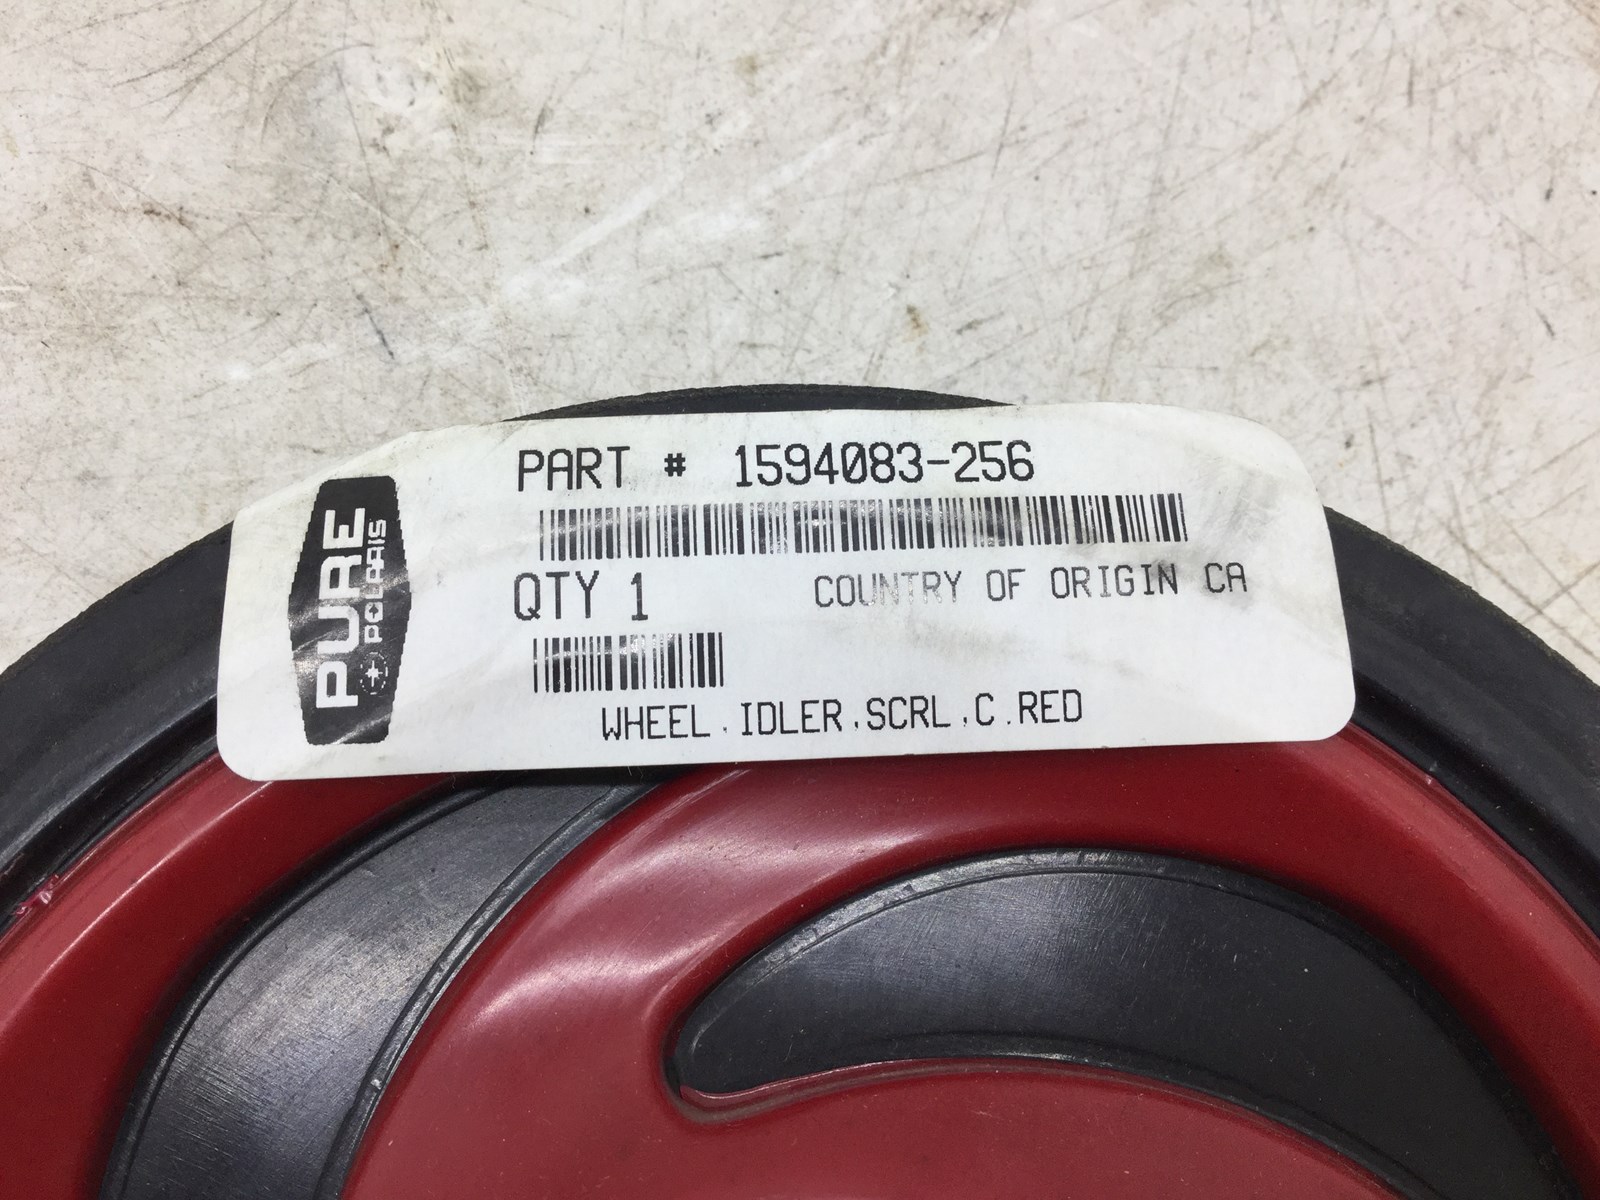 PART # 1594083-256
QTY 1 COUNTRY OF ORIGIN CA
WHEEL,IDLER,SCRL,C.RED
PURE
POLARIS